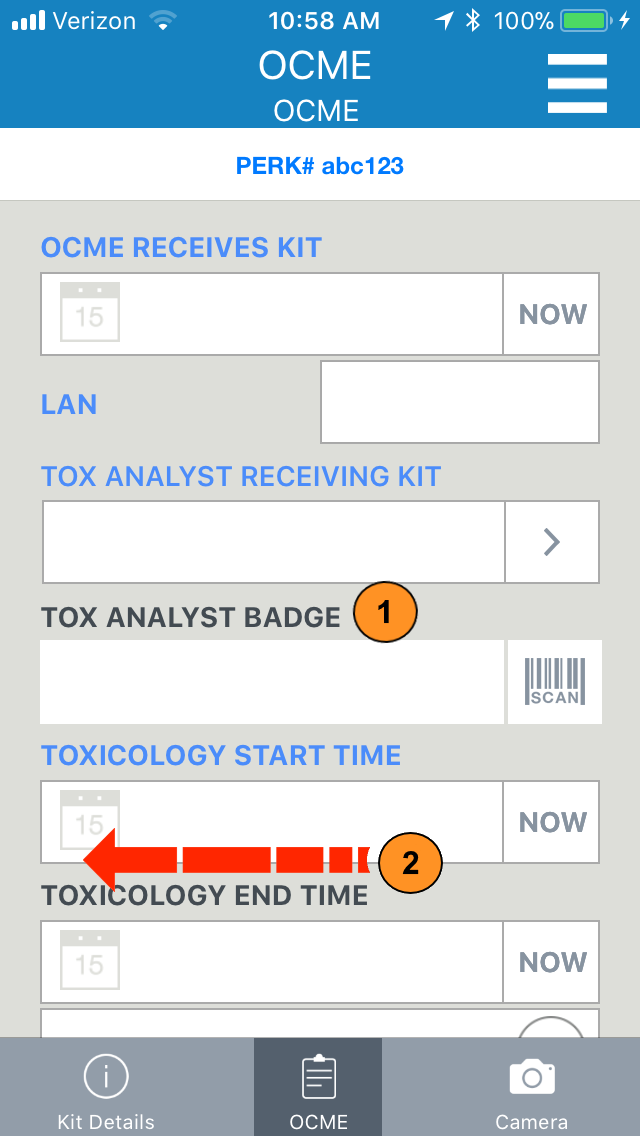 Verizon 10:58 AM 100%
OCME
OCME
PERK# abc123
OCME RECEIVES KIT
15 NOW
LAN
TOX ANALYST RECEIVING KIT
TOX ANALYST BADGE 1
SCAN
TOXICOLOGY START TIME
15 NOW
2
TOXICOLOGY END TIME
15 NOW
i
Kit Details OCME Camera